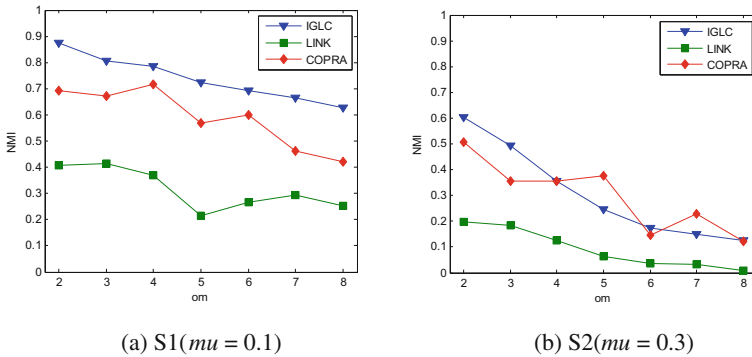 1
0.9
0.8
0.7
0.6
0.5
0.4
0.3
0.2
0.1
0
NMI
2 3 4 5 6 7 8
om
IGLC
LINK
COPRA
(a) S1(mu = 0.1)
1
0.9
0.8
0.7
0.6
0.5
0.4
0.3
0.2
0.1
0
NMI
2 3 4 5 6 7 8
om
IGLC
LINK
COPRA
(b) S2(mu = 0.3)